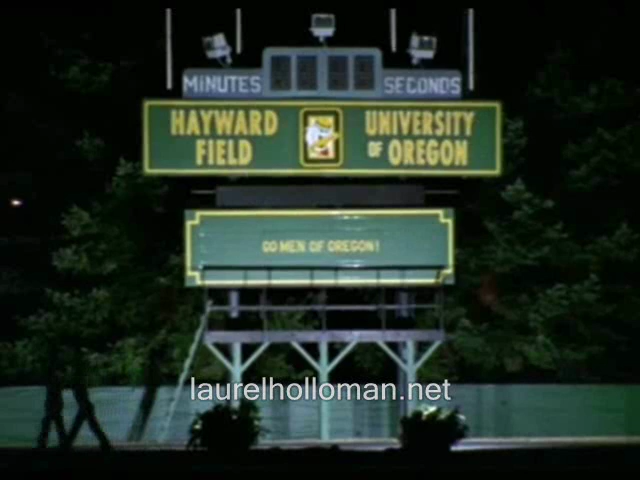 MINUTES SECONDS
HAYWARD FIELD
UNIVERSITY OF OREGON
GO MEN OF OREGON!
laurelholloman.net